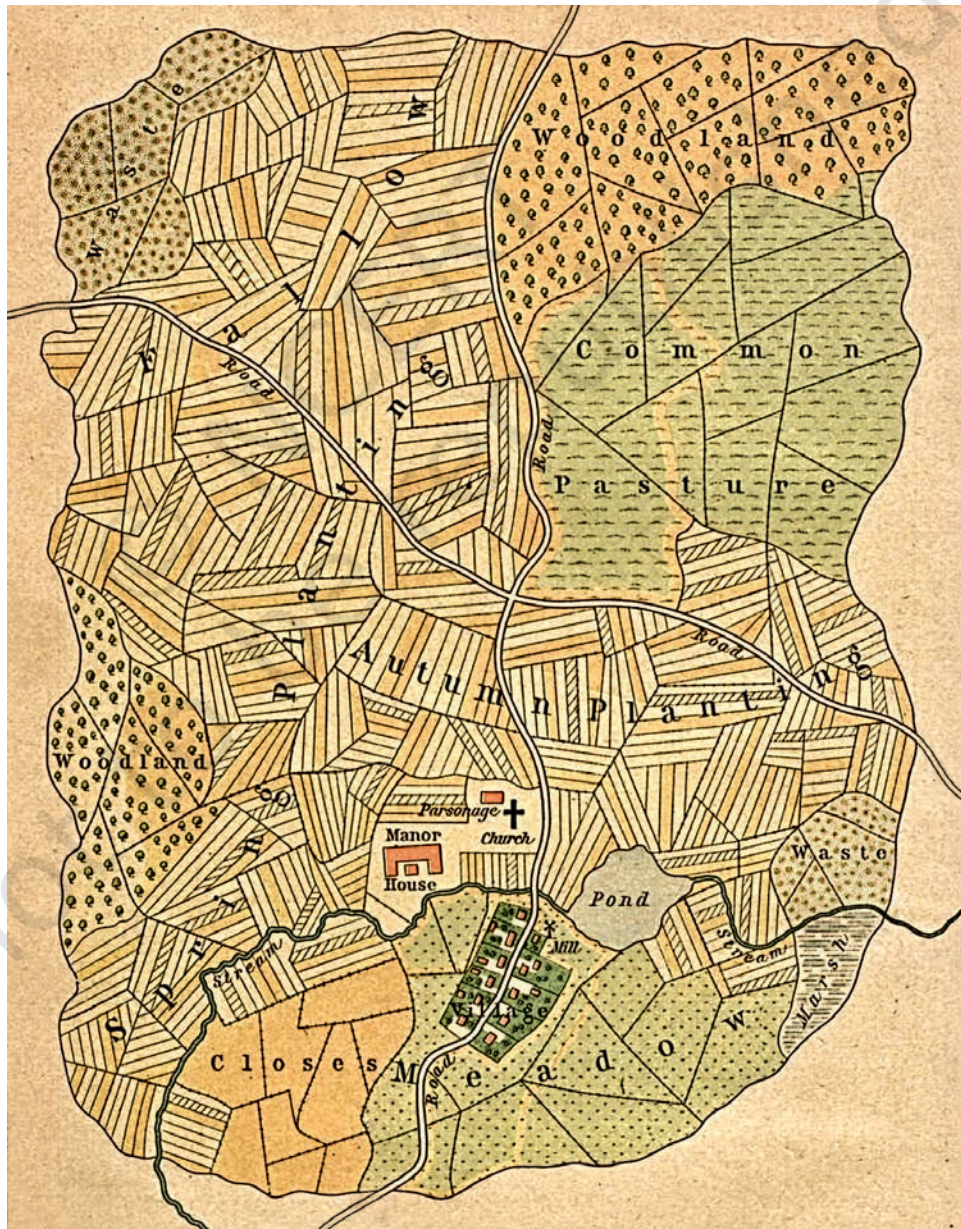 Waste
Fallow
Woodland
Common
Pasture
Road
Road
Road
Spring Planting
Autumn Planting
Woodland
Parsonage
Church
Manor
House
Waste
Pond
Mill
Stream
Stream
Marsh
Village
Closes
Meadow
Road